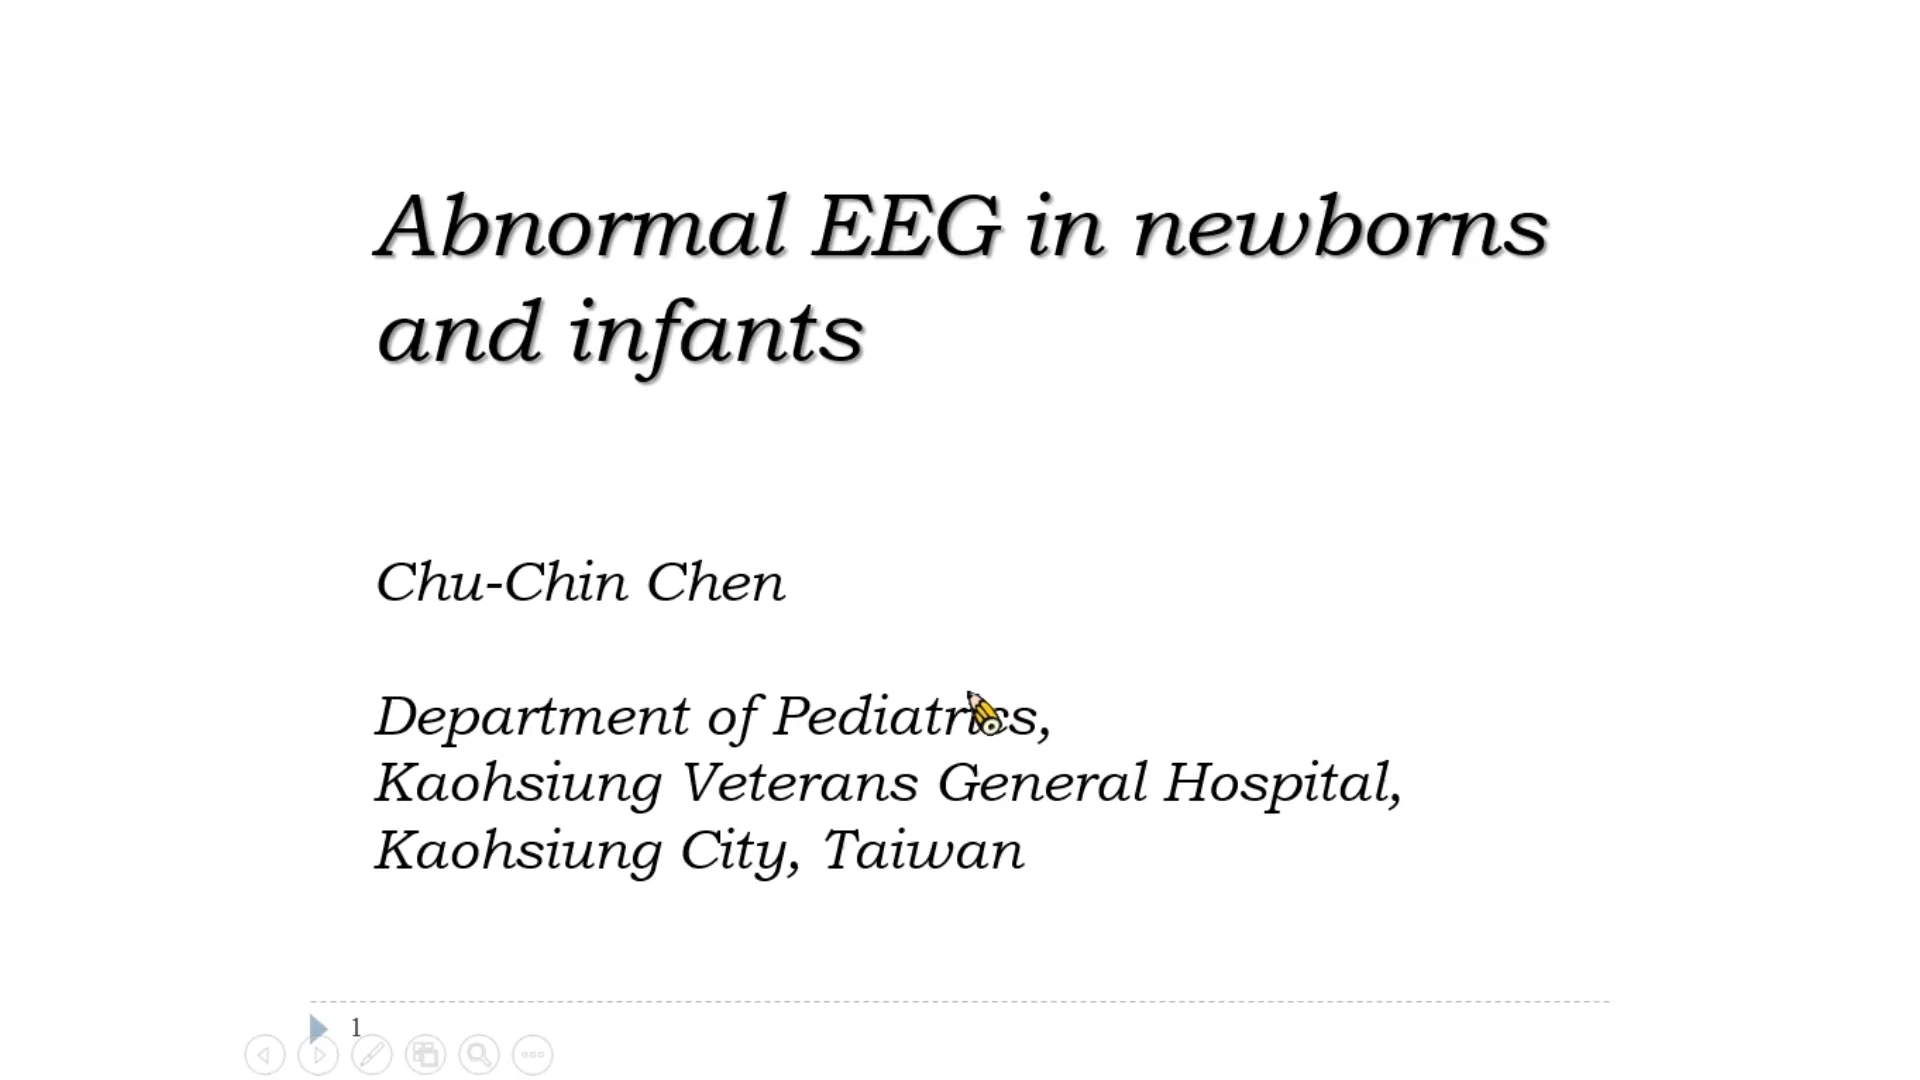 Abnormal EEG in newborns
and infants
Chu-Chin Chen
Department of Pediatrics,
Kaohsiung Veterans General Hospital,
Kaohsiung City, Taiwan
1